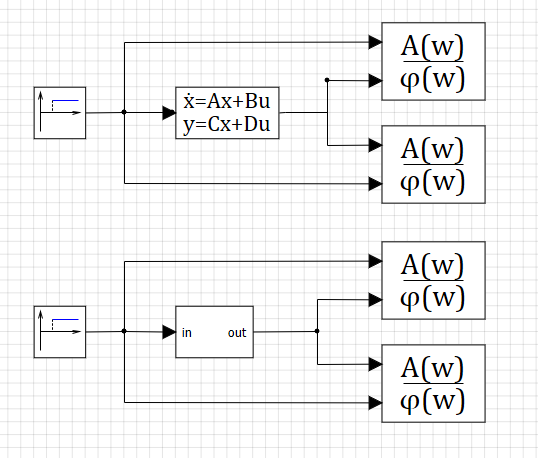 A(w)
φ(w)
ẋ=Ax+Bu
y=Cx+Du
A(w)
φ(w)
A(w)
φ(w)
in out
A(w)
φ(w)